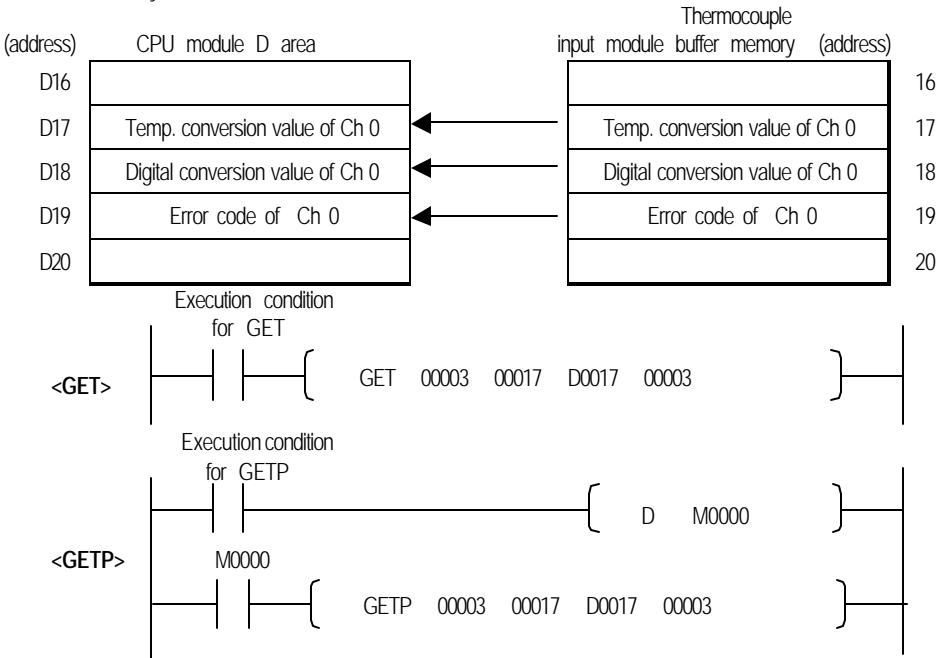 Thermocouple
(address) CPU module D area input module buffer memory (address)
D16 16
D17 Temp. conversion value of Ch 0 Temp. conversion value of Ch 0 17
D18 Digital conversion value of Ch 0 Digital conversion value of Ch 0 18
D19 Error code of Ch 0 Error code of Ch 0 19
D20 20
Execution condition
for GET
<GET> GET 00003 00017 D0017 00003
Execution condition
for GETP
D M0000
<GETP> M0000
GETP 00003 00017 D0017 00003